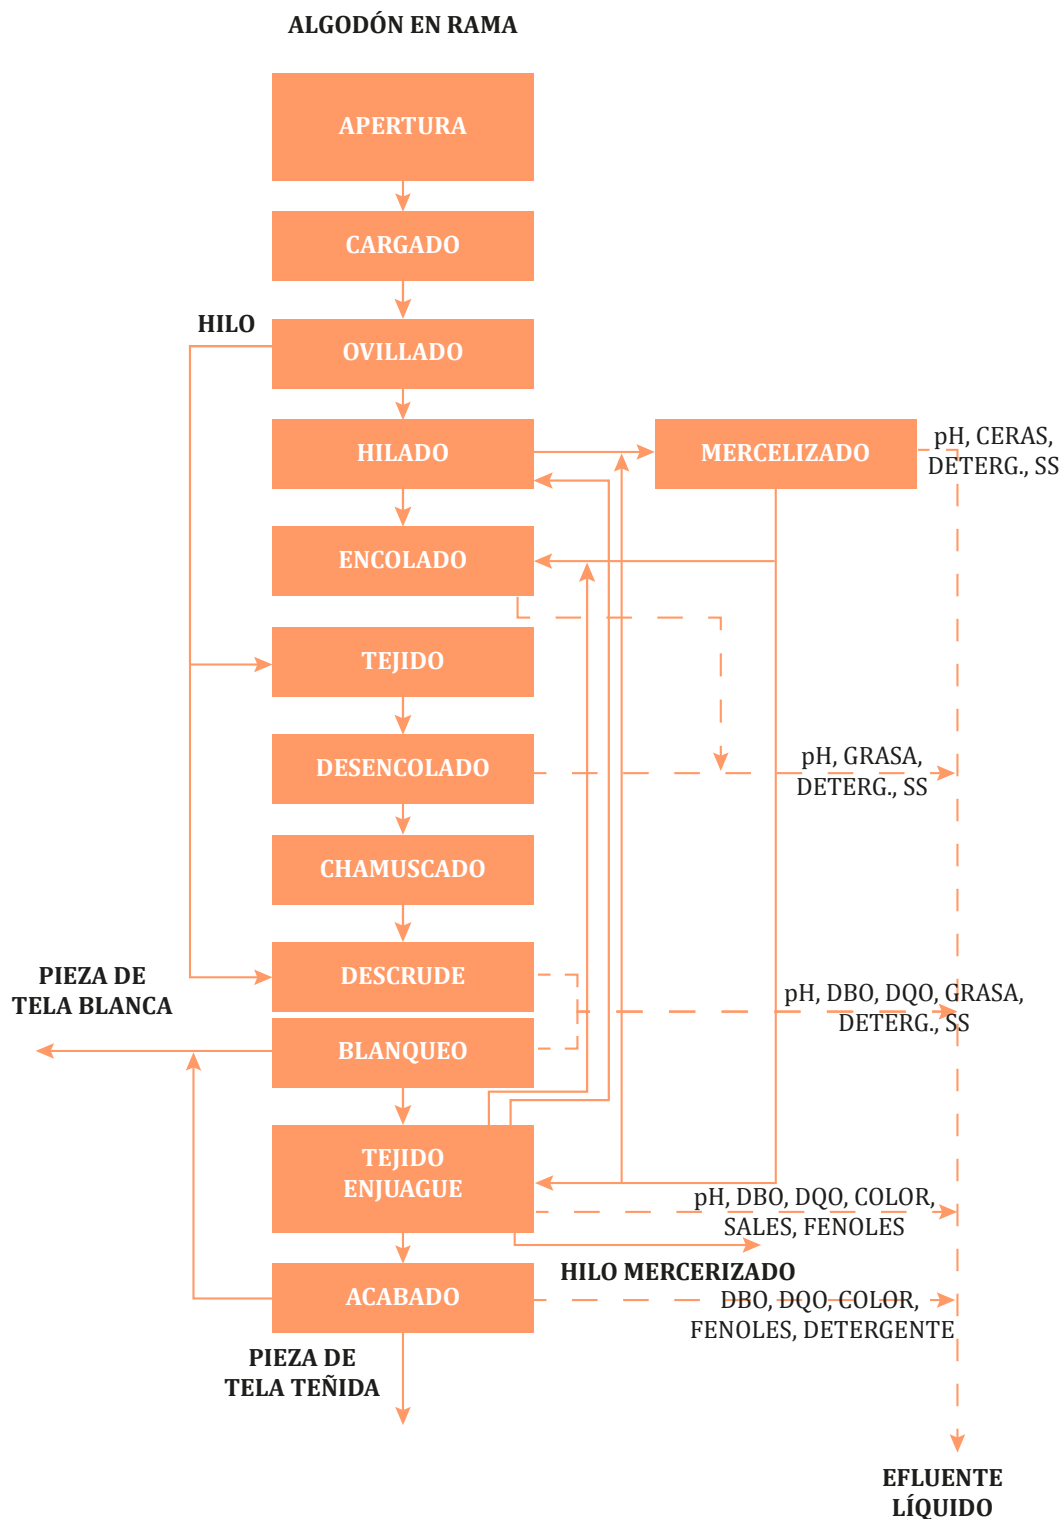 ALGODÓN EN RAMA
APERTURA
CARGADO
HILO
OVILLADO
HILADO
MERCELIZADO
pH, CERAS,
DETERG., SS
ENCOLADO
TEJIDO
DESENCOLADO
pH, GRASA,
DETERG., SS
CHAMUSCADO
DESCRUDE
PIEZA DE
TELA BLANCA
pH, DBO, DQO, GRASA,
DETERG., SS
BLANQUEO
TEJIDO
ENJUAGUE
pH, DBO, DQO, COLOR,
SALES, FENOLES
HILO MERCERIZADO
ACABADO
DBO, DQO, COLOR,
FENOLES, DETERGENTE
PIEZA DE
TELA TEÑIDA
EFLUENTE
LÍQUIDO